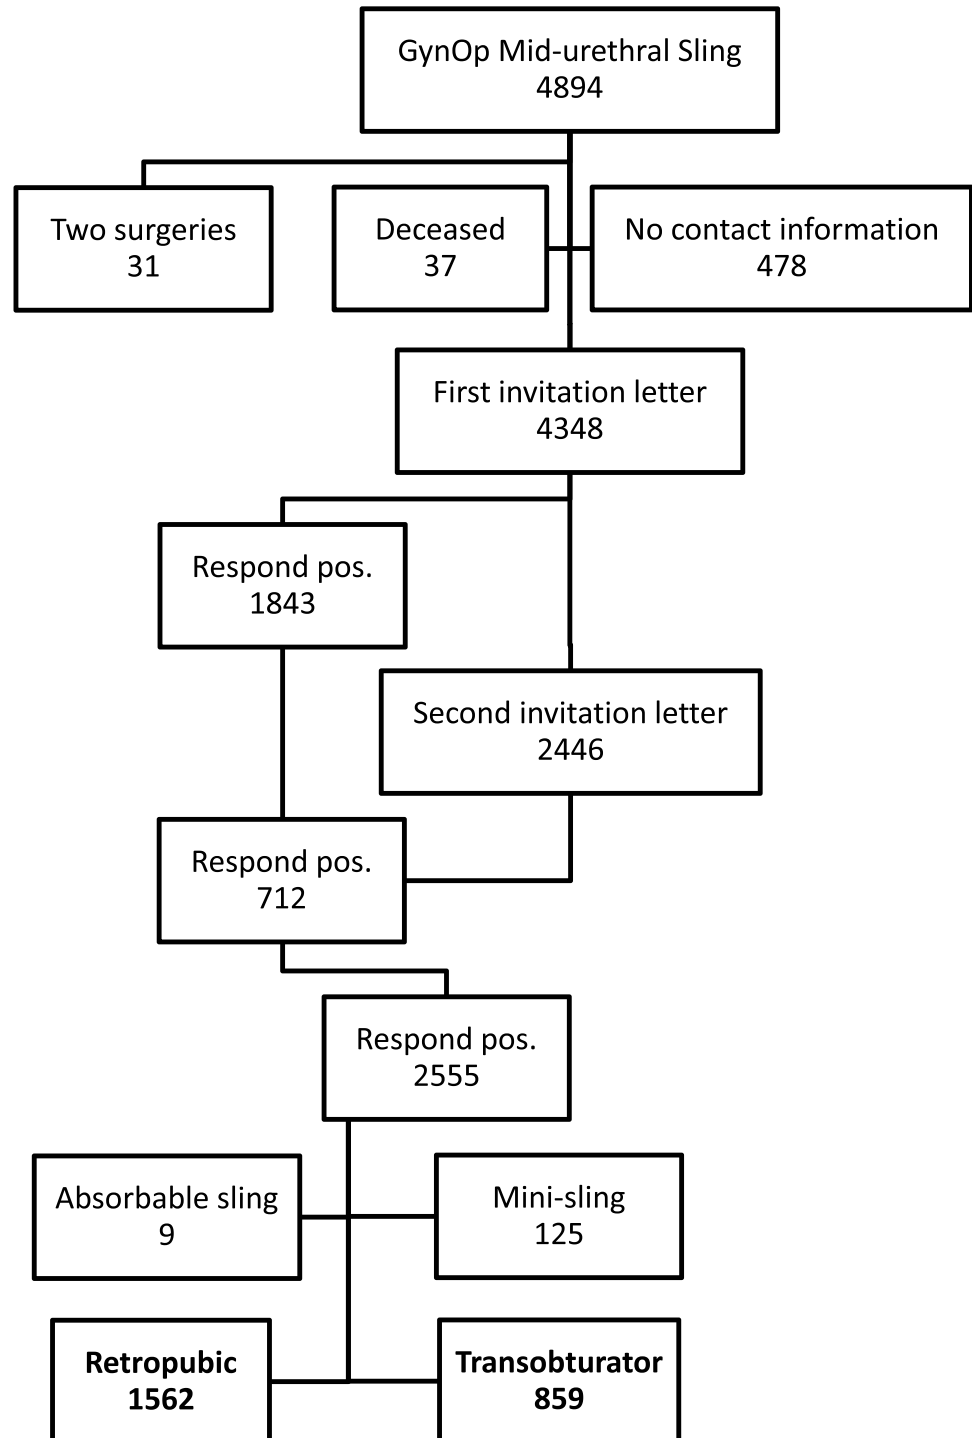 GynOp Mid-urethral Sling
4894
Two surgeries
31
Deceased
37
No contact information
478
First invitation letter
4348
Respond pos.
1843
Second invitation letter
2446
Respond pos.
712
Respond pos.
2555
Absorbable sling
9
Mini-sling
125
Retropubic
1562
Transobturator
859